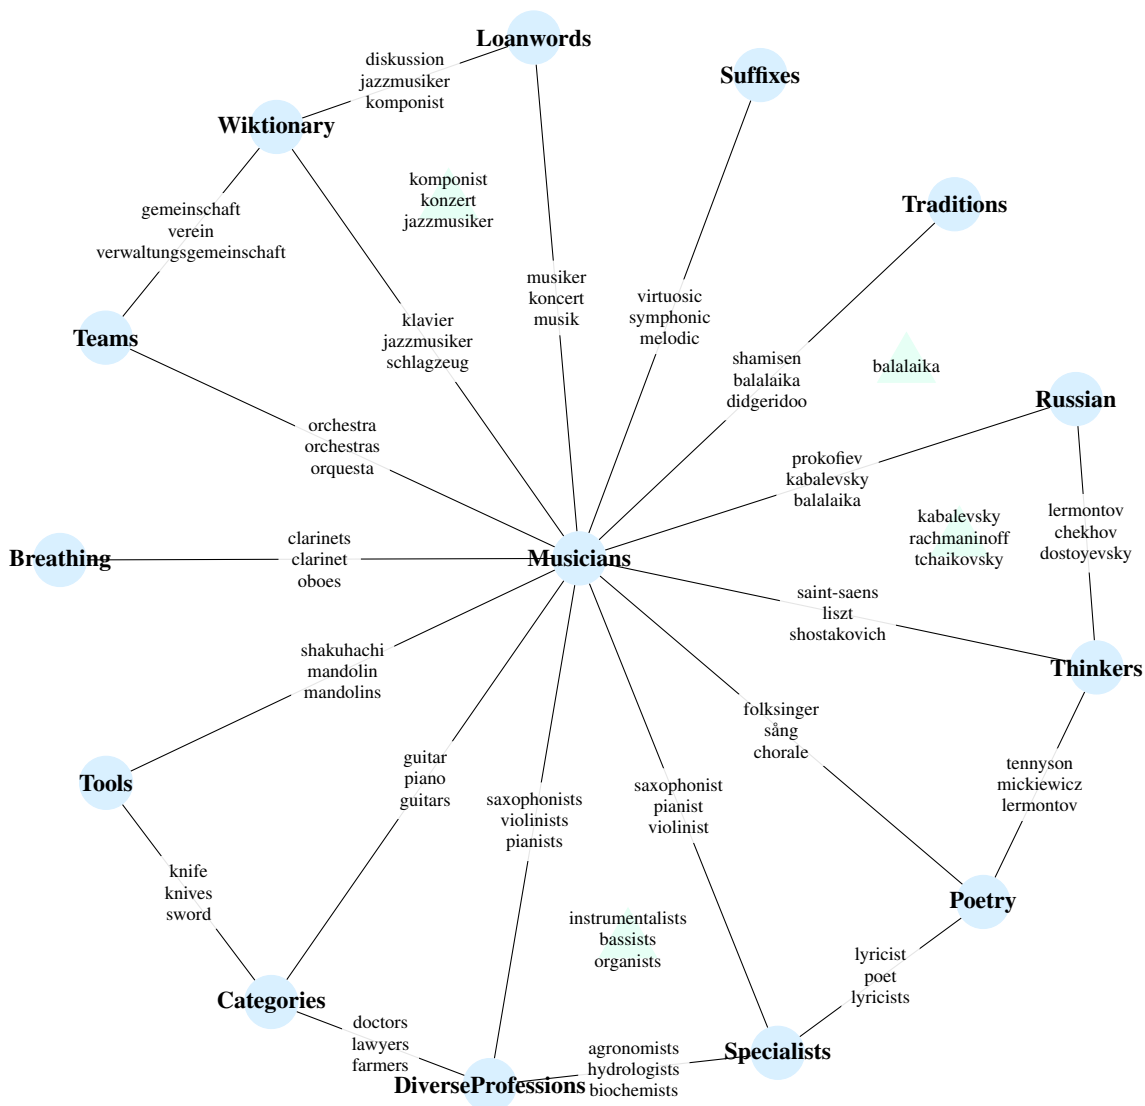 Loanwords
diskussion
jazzmusiker
komponist
Suffixes
Wiktionary
komponist
konzert
jazzmusiker
Traditions
gemeinschaft
verein
verwaltungsgemeinschaft
musiker
koncert
musik
virtuosic
symphonic
melodic
Teams
klavier
jazzmusiker
schlagzeug
shamisen
balalaika
didgeridoo
balalaika
Russian
orchestra
orchestras
orquesta
prokofiev
kabalevsky
balalaika
kabalevsky
rachmaninoff
tchaikovsky
lermontov
chekhov
dostoyevsky
Breathing
clarinets
clarinet
oboes
Musicians
saint-saens
liszt
shostakovich
Thinkers
shakuhachi
mandolin
mandolins
folksinger
sång
chorale
Tools
guitar
piano
guitars
saxophonists
violinists
pianists
saxophonist
pianist
violinist
tennyson
mickiewicz
lermontov
knife
knives
sword
Poetry
instrumentalists
bassists
organists
lyricist
poet
lyricists
Categories
doctors
lawyers
farmers
DiverseProfessions
agronomists
hydrologists
biochemists
Specialists